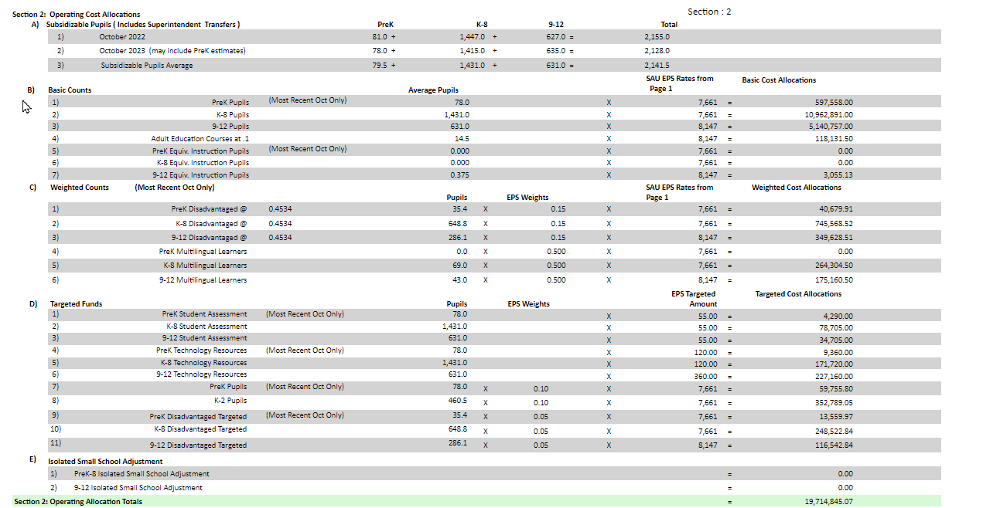 Section : 2
Section 2: Operating Cost Allocations
A) Subsidizable Pupils ( Includes Superintendent Transfers ) PreK K-8 9-12 Total
1) October 2022 81.0 + 1,447.0 + 627.0 = 2,155.0
2) October 2023 (may include PreK estimates) 78.0 + 1,415.0 + 635.0 = 2,128.0
3) Subsidizable Pupils Average 79.5 + 1,431.0 + 631.0 = 2,141.5
SAU EPS Rates from Basic Cost Allocations
B) Basic Counts Average Pupils Page 1
1) PreK Pupils (Most Recent Oct Only) 78.0 X 7,661 = 597,558.00
2) K-8 Pupils 1,431.0 X 7,661 = 10,962,891.00
3) 9-12 Pupils 631.0 X 8,147 = 5,140,757.00
4) Adult Education Courses at .1 14.5 X 8,147 = 118,131.50
5) PreK Equiv. Instruction Pupils (Most Recent Oct Only) 0.000 X 7,661 = 0.00
6) K-8 Equiv. Instruction Pupils 0.000 X 7,661 = 0.00
7) 9-12 Equiv. Instruction Pupils 0.375 X 8,147 = 3,055.13
C) Weighted Counts (Most Recent Oct Only) SAU EPS Rates from Weighted Cost Allocations
Pupils EPS Weights Page 1
1) PreK Disadvantaged @ 0.4534 35.4 X 0.15 X 7,661 = 40,679.91
2) K-8 Disadvantaged @ 0.4534 648.8 X 0.15 X 7,661 = 745,568.52
3) 9-12 Disadvantaged @ 0.4534 286.1 X 0.15 X 8,147 = 349,628.51
4) PreK Multilingual Learners 0.0 X 0.500 X 7,661 = 0.00
5) K-8 Multilingual Learners 69.0 X 0.500 X 7,661 = 264,304.50
6) 9-12 Multilingual Learners 43.0 X 0.500 X 8,147 = 175,160.50
EPS Targeted Targeted Cost Allocations
D) Targeted Funds Pupils EPS Weights Amount
1) PreK Student Assessment (Most Recent Oct Only) 78.0 X 55.00 = 4,290.00
2) K-8 Student Assessment 1,431.0 X 55.00 = 78,705.00
3) 9-12 Student Assessment 631.0 X 55.00 = 34,705.00
4) PreK Technology Resources (Most Recent Oct Only) 78.0 X 120.00 = 9,360.00
5) K-8 Technology Resources 1,431.0 X 120.00 = 171,720.00
6) 9-12 Technology Resources 631.0 X 360.00 = 227,160.00
7) PreK Pupils (Most Recent Oct Only) 78.0 X 0.10 X 7,661 = 59,755.80
8) K-2 Pupils 460.5 X 0.10 X 7,661 = 352,789.05
9) PreK Disadvantaged Targeted (Most Recent Oct Only) 35.4 X 0.05 X 7,661 = 13,559.97
10) K-8 Disadvantaged Targeted 648.8 X 0.05 X 7,661 = 248,522.84
11) 9-12 Disadvantaged Targeted 286.1 X 0.05 X 8,147 = 116,542.84
E) Isolated Small School Adjustment
1) PreK-8 Isolated Small School Adjustment = 0.00
2) 9-12 Isolated Small School Adjustment = 0.00
Section 2: Operating Allocation Totals = 19,714,845.07